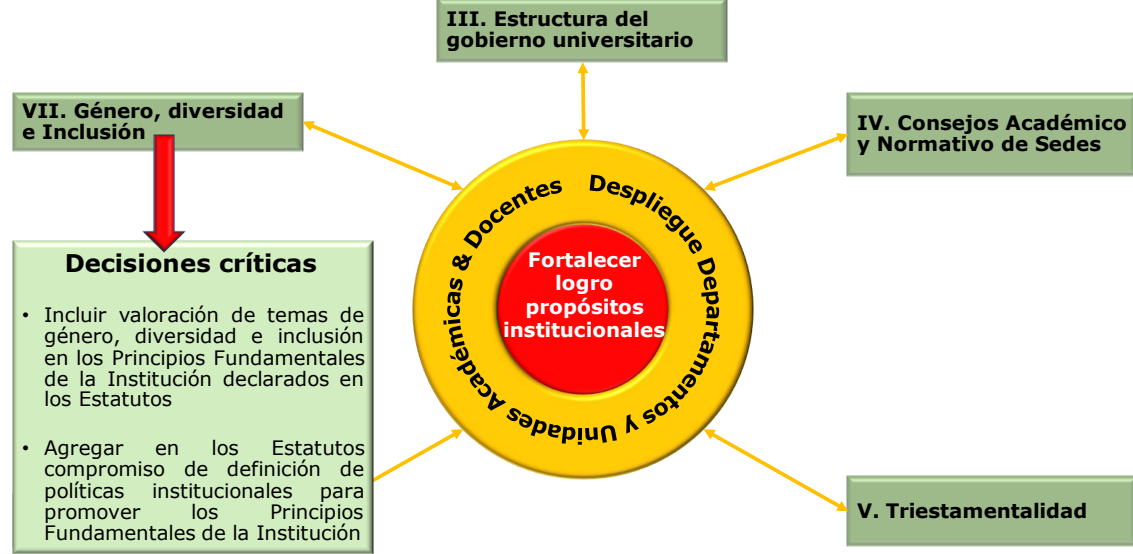 III. Estructura del
gobierno universitario
VII. Género, diversidad
e Inclusión
IV. Consejos Académico
y Normativo de Sedes
Despliegue Departamentos y Unidades Académicas & Docentes
Fortalecer
logro
propósitos
institucionales
Decisiones críticas
• Incluir valoración de temas de
género, diversidad e inclusión
en los Principios Fundamentales
de la Institución declarados en
los Estatutos
• Agregar en los Estatutos
compromiso de definición de
políticas institucionales para
promover los Principios
Fundamentales de la Institución
V. Triestamentalidad